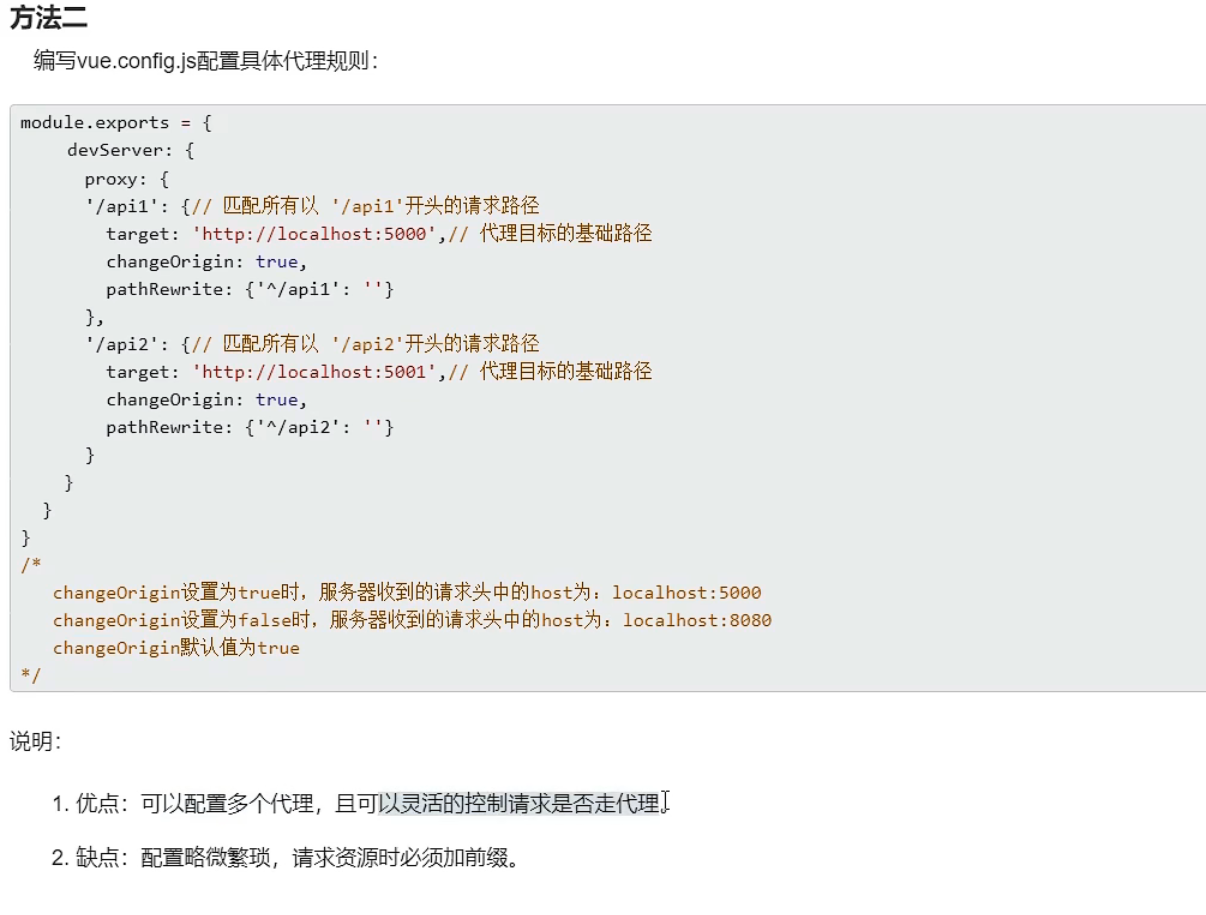 方法二
编写vue.config.js配置具体代理规则：
module.exports = {
devServer: {
proxy: {
'/api1': {// 匹配所有以 '/api1'开头的请求路径
target: 'http://localhost:5000',// 代理目标的基础路径
changeOrigin: true,
pathRewrite: {'^/api1': ''}
},
'/api2': {// 匹配所有以 '/api2'开头的请求路径
target: 'http://localhost:5001',// 代理目标的基础路径
changeOrigin: true,
pathRewrite: {'^/api2': ''}
}
}
}
}
/*
changeOrigin设置为true时，服务器收到的请求头中的host为：localhost:5000
changeOrigin设置为false时，服务器收到的请求头中的host为：localhost:8080
changeOrigin默认值为true
*/
说明：
1. 优点：可以配置多个代理，且可以灵活的控制请求是否走代理。
2. 缺点：配置略微繁琐，请求资源时必须加前缀。